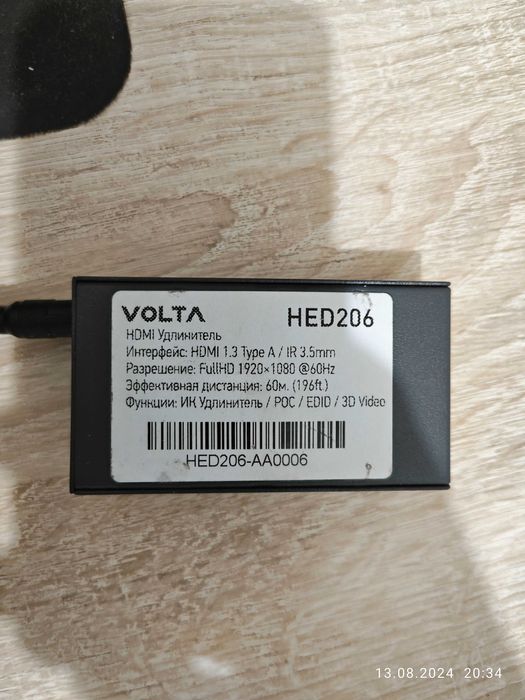 VOLTA HED206
HDMI Удлинитель
Интерфейс: HDMI 1.3 Type A / IR 3.5mm
Разрешение: FullHD 1920×1080 @60Hz
Эффективная дистанция: 60м. (196ft.)
Функции: ИК Удлинитель / POC / EDID / 3D Video
HED206-AA0006
13.08.2024 20:34